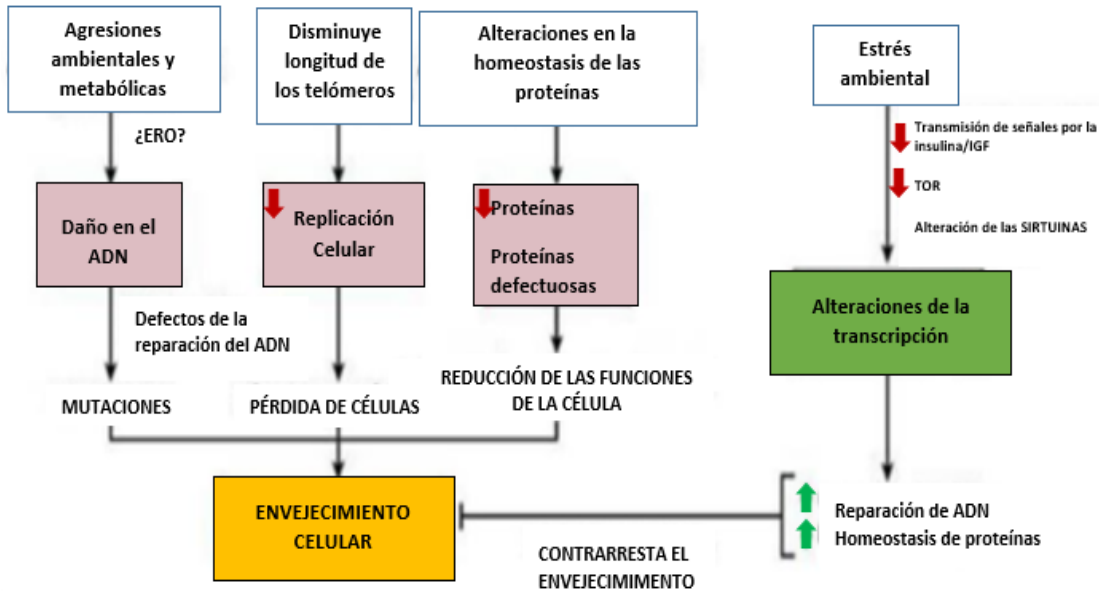 Agresiones
ambientales y
metabólicas
Disminuye
longitud de
los telómeros
Alteraciones en la
homeostasis de las
proteínas
Estrés
ambiental
¿ERO?
Transmisión de señales por la
insulina/IGF
TOR
Alteración de las SIRTUINAS
Daño en el
ADN
Replicación
Celular
Proteínas
Proteínas
defectuosas
Alteraciones de la
transcripción
Defectos de la
reparación del ADN
MUTACIONES
PÉRDIDA DE CÉLULAS
REDUCCIÓN DE LAS FUNCIONES
DE LA CÉLULA
ENVEJECIMIENTO
CELULAR
CONTRARRESTA EL
ENVEJECIMIMENTO
Reparación de ADN
Homeostasis de proteínas